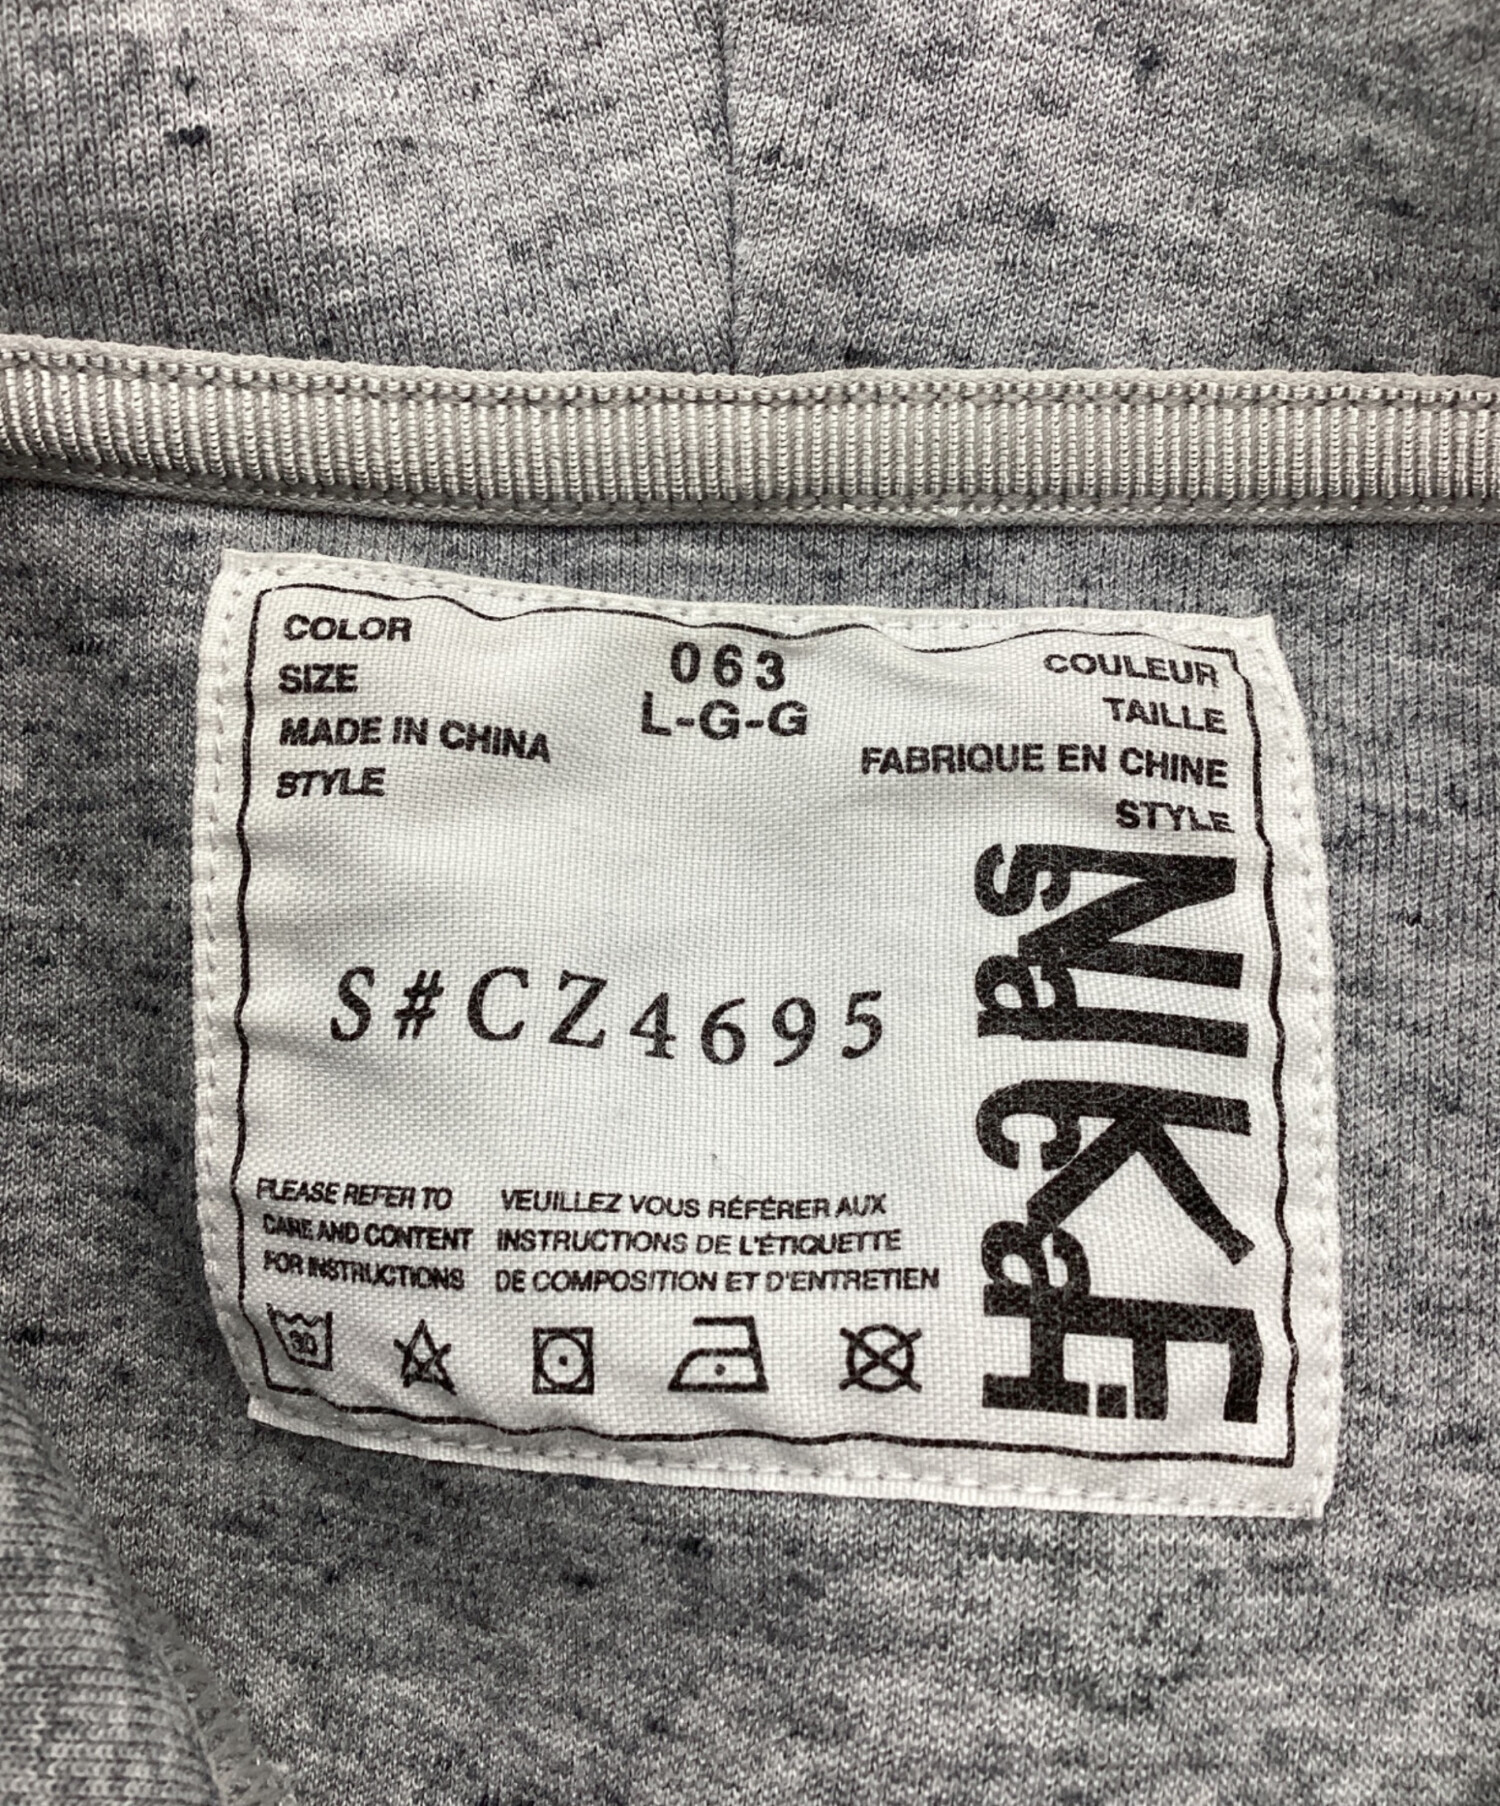 COLOR 063 COULEUR
SIZE L-G-G TAILLE
MADE IN CHINA FABRIQUE EN CHINE
STYLE STYLE
S#CZ4695
NIKE
sacai
PLEASE REFER TO
CARE AND CONTENT
FOR INSTRUCTIONS
VEUILLEZ VOUS RÉFÉRER AUX
INSTRUCTIONS DE L'ÉTIQUETTE
DE COMPOSITION ET D'ENTRETIEN
30